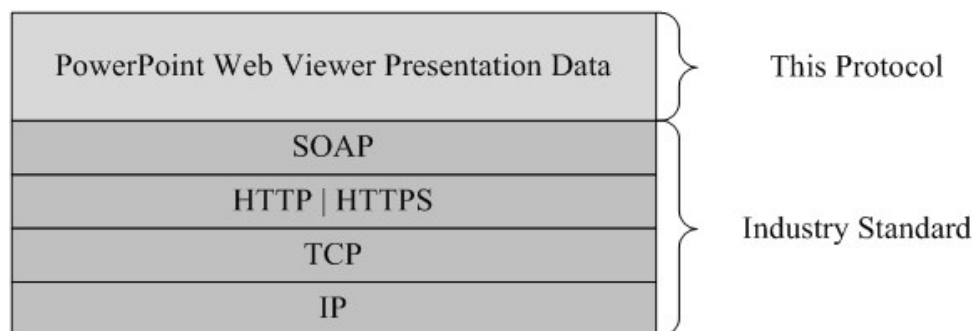 PowerPoint Web Viewer Presentation Data
This Protocol
SOAP
HTTP | HTTPS
TCP
IP
Industry Standard